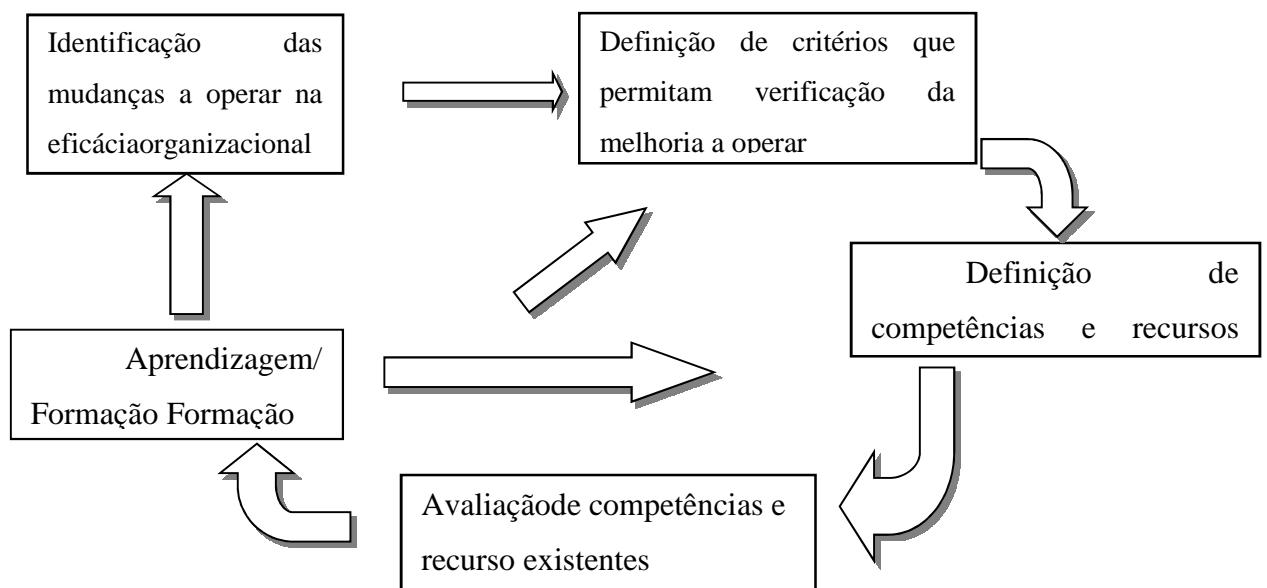 Identificação das
mudanças a operar na
eficáciaorganizacional
Definição de critérios que
permitam verificação da
melhoria a operar
Definição de
competências e recursos
Aprendizagem/
Formação Formação
Avaliaçãode competências e
recurso existentes